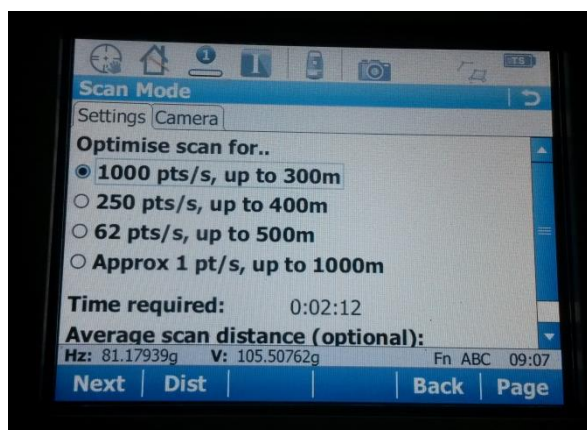 1
TS
Scan Mode
Settings Camera
Optimise scan for..
1000 pts/s, up to 300m
250 pts/s, up to 400m
62 pts/s, up to 500m
Approx 1 pt/s, up to 1000m
Time required: 0:02:12
Average scan distance (optional):
Hz: 81.17939g V: 105.50762g Fn ABC 09:07
Next Dist Back Page